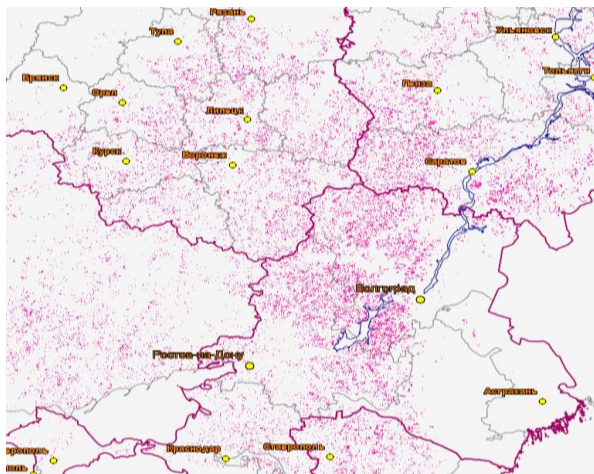 Рязань
Тула
Ульяновск
Тольятти
Брянск
Пенза
Орел
Липецк
Курск
Воронеж
Саратов
Волгоград
Ростов-на-Дону
Астрахань
Краснодар
Ставрополь